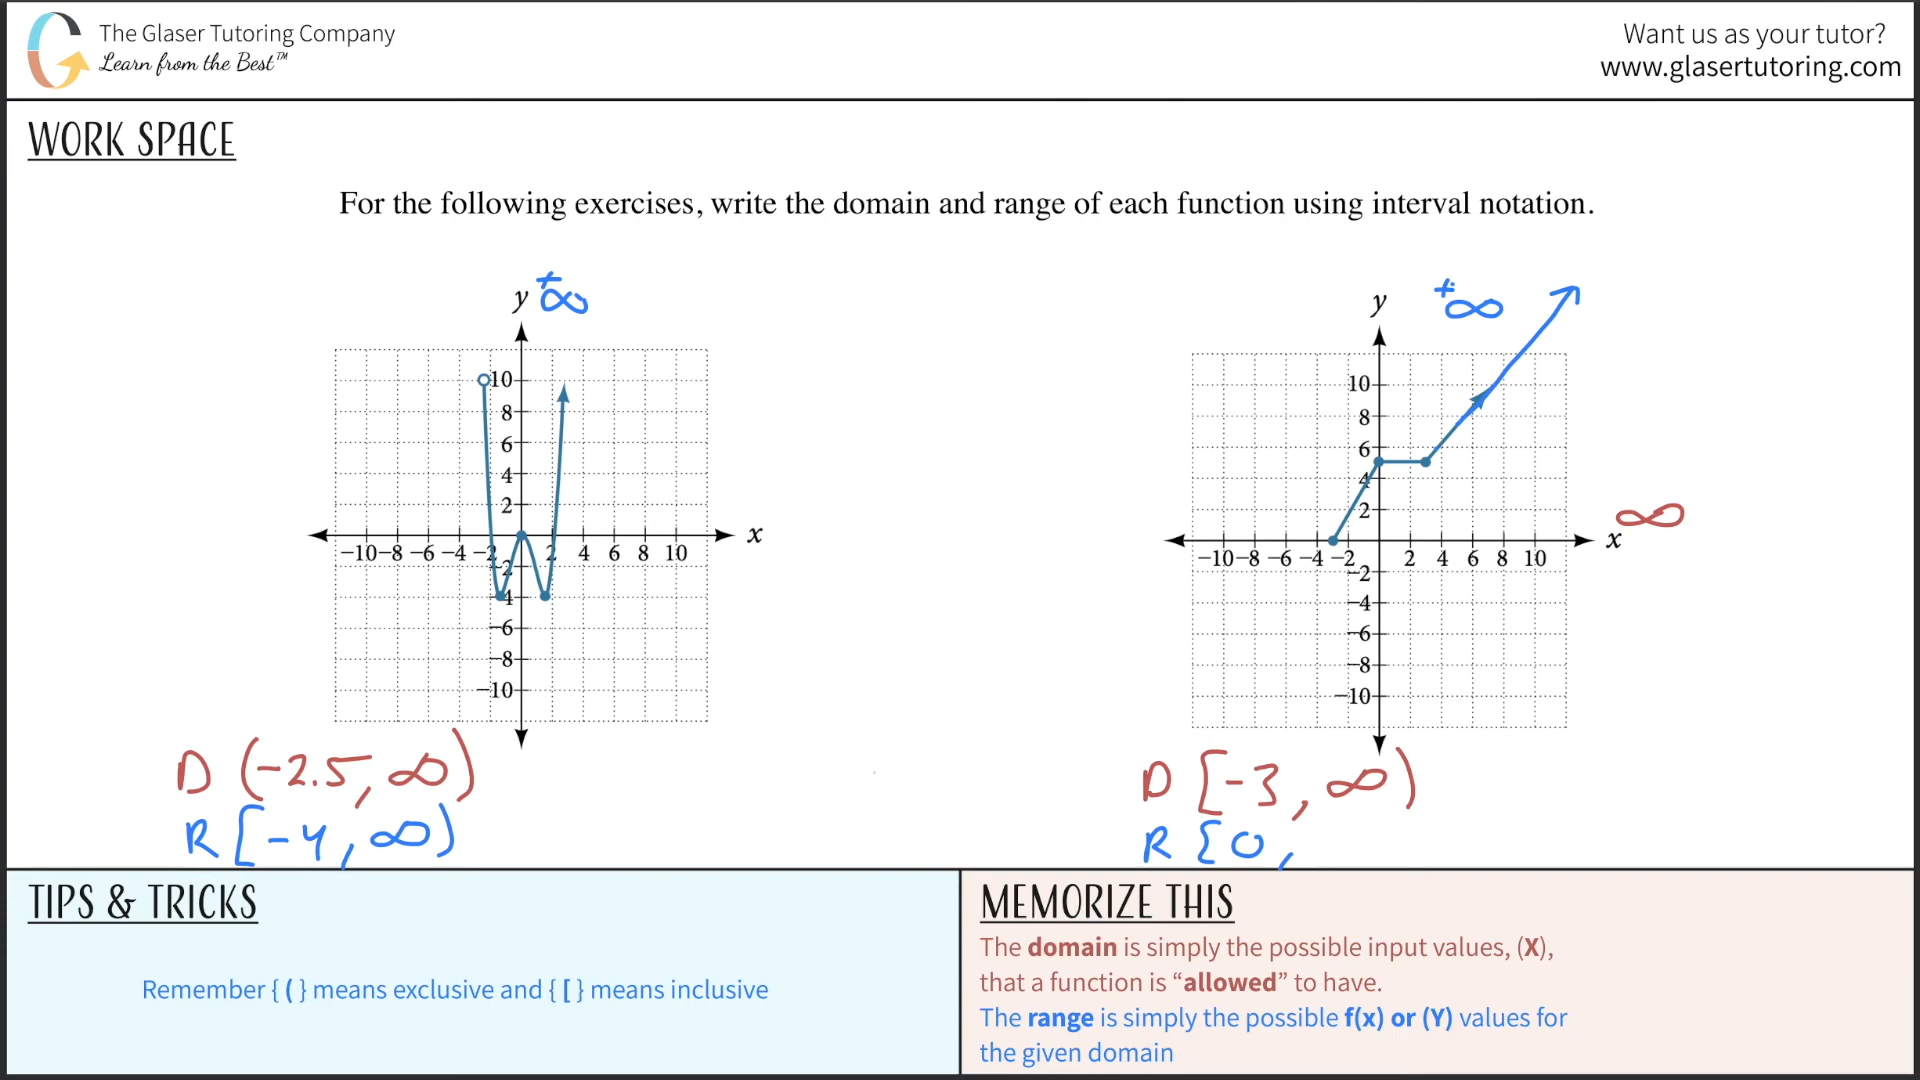 The Glaser Tutoring Company
Learn from the Best™
Want us as your tutor?
www.glasertutoring.com
WORK SPACE
For the following exercises, write the domain and range of each function using interval notation.
y +∞
10
8
6
4
2
x
−10 −8 −6 −4 −2 2 4 6 8 10
−2
−4
−6
−8
−10
D (-2.5, ∞)
R [-4, ∞)
y +∞
10
8
6
4
2
∞
x
−10 −8 −6 −4 −2 2 4 6 8 10
−2
−4
−6
−8
−10
D [-3, ∞)
R [0,
TIPS & TRICKS
Remember { ( } means exclusive and { [ } means inclusive
MEMORIZE THIS
The domain is simply the possible input values, (X),
that a function is “allowed” to have.
The range is simply the possible f(x) or (Y) values for
the given domain